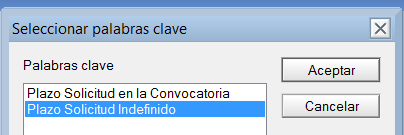 Seleccionar palabras clave
Palabras clave
Aceptar
Plazo Solicitud en la Convocatoria
Plazo Solicitud Indefinido
Cancelar